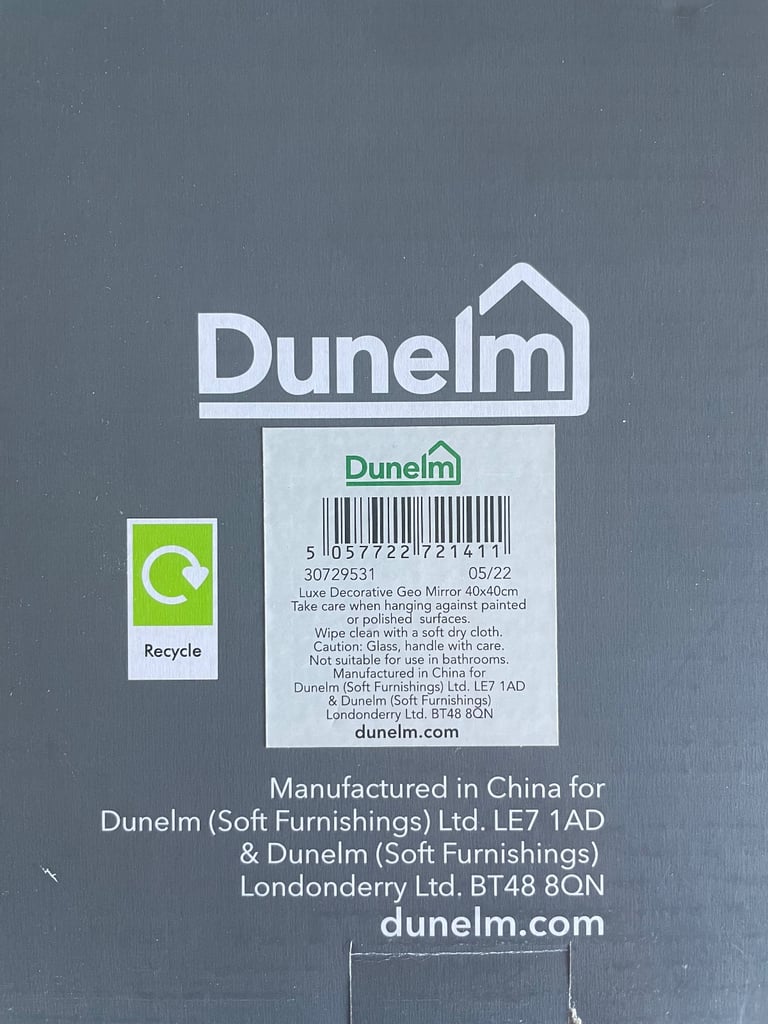 Dunelm
Dunelm
5 057722 721411
30729531 05/22
Luxe Decorative Geo Mirror 40x40cm
Take care when hanging against painted
or polished surfaces.
Wipe clean with a soft dry cloth.
Caution: Glass, handle with care.
Not suitable for use in bathrooms.
Manufactured in China for
Dunelm (Soft Furnishings) Ltd. LE7 1AD
& Dunelm (Soft Furnishings)
Londonderry Ltd. BT48 8QN
dunelm.com
Recycle
Manufactured in China for
Dunelm (Soft Furnishings) Ltd. LE7 1AD
& Dunelm (Soft Furnishings)
Londonderry Ltd. BT48 8QN
dunelm.com